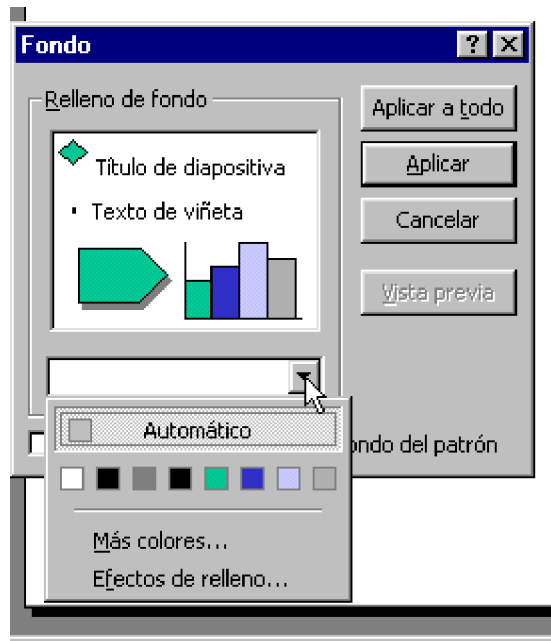 Fondo
Relleno de fondo
Título de diapositiva
Texto de viñeta
Aplicar a todo
Aplicar
Cancelar
Vista previa
Automático
del patrón
Más colores...
Efectos de relleno...